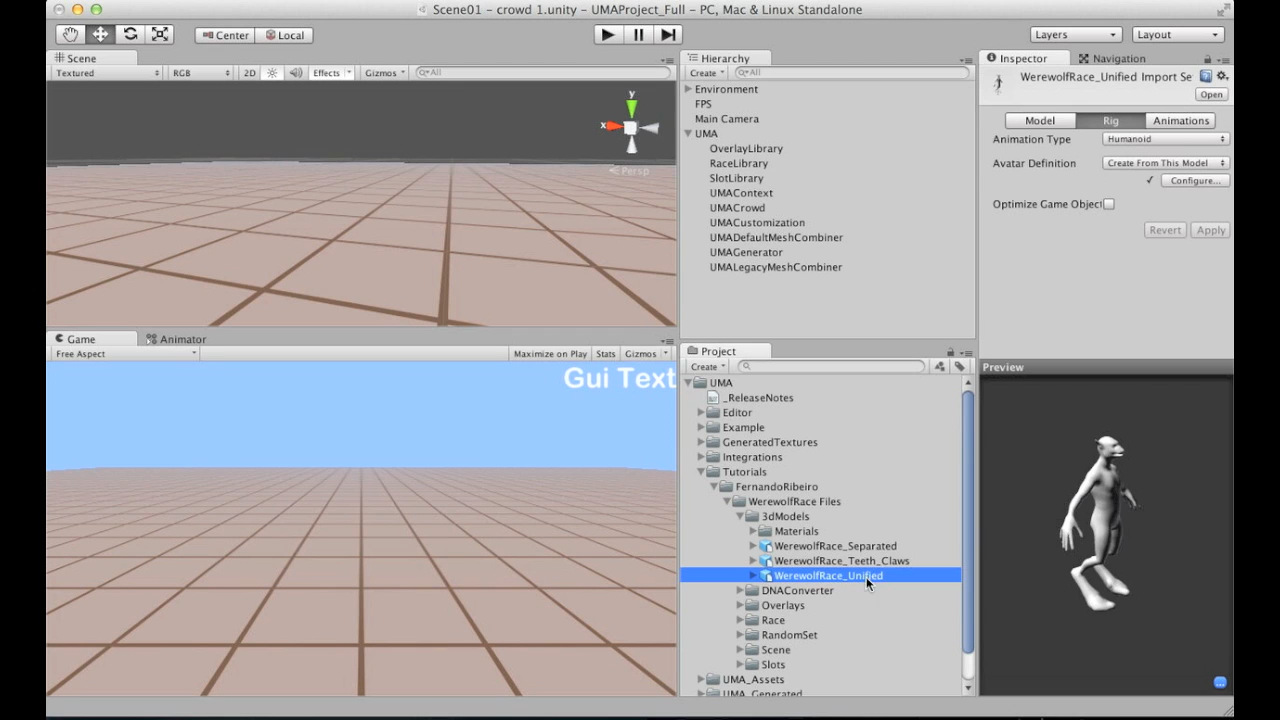 Scene01 - crowd 1.unity - UMAProject_Full - PC, Mac & Linux Standalone
Center Local Layers Layout
Scene
Textured RGB 2D Effects Gizmos All
y
x
Persp
Game Animator
Free Aspect Maximize on Play Stats Gizmos
Gui Text
Hierarchy
Create All
Environment
FPS
Main Camera
UMA
OverlayLibrary
RaceLibrary
SlotLibrary
UMAContext
UMACrowd
UMACustomization
UMADefaultMeshCombiner
UMAGenerator
UMALegacyMeshCombiner
Project
Create
UMA
_ReleaseNotes
Editor
Example
GeneratedTextures
Integrations
Tutorials
FernandoRibeiro
WerewolfRace Files
3dModels
Materials
WerewolfRace_Separated
WerewolfRace_Teeth_Claws
WerewolfRace_Unified
DNAConverter
Overlays
Race
RandomSet
Scene
Slots
UMA_Assets
UMA_Generated
Inspector Navigation
WerewolfRace_Unified Import Se
Open
Model Rig Animations
Animation Type Humanoid
Avatar Definition Create From This Model
Configure...
Optimize Game Object
Revert Apply
Preview